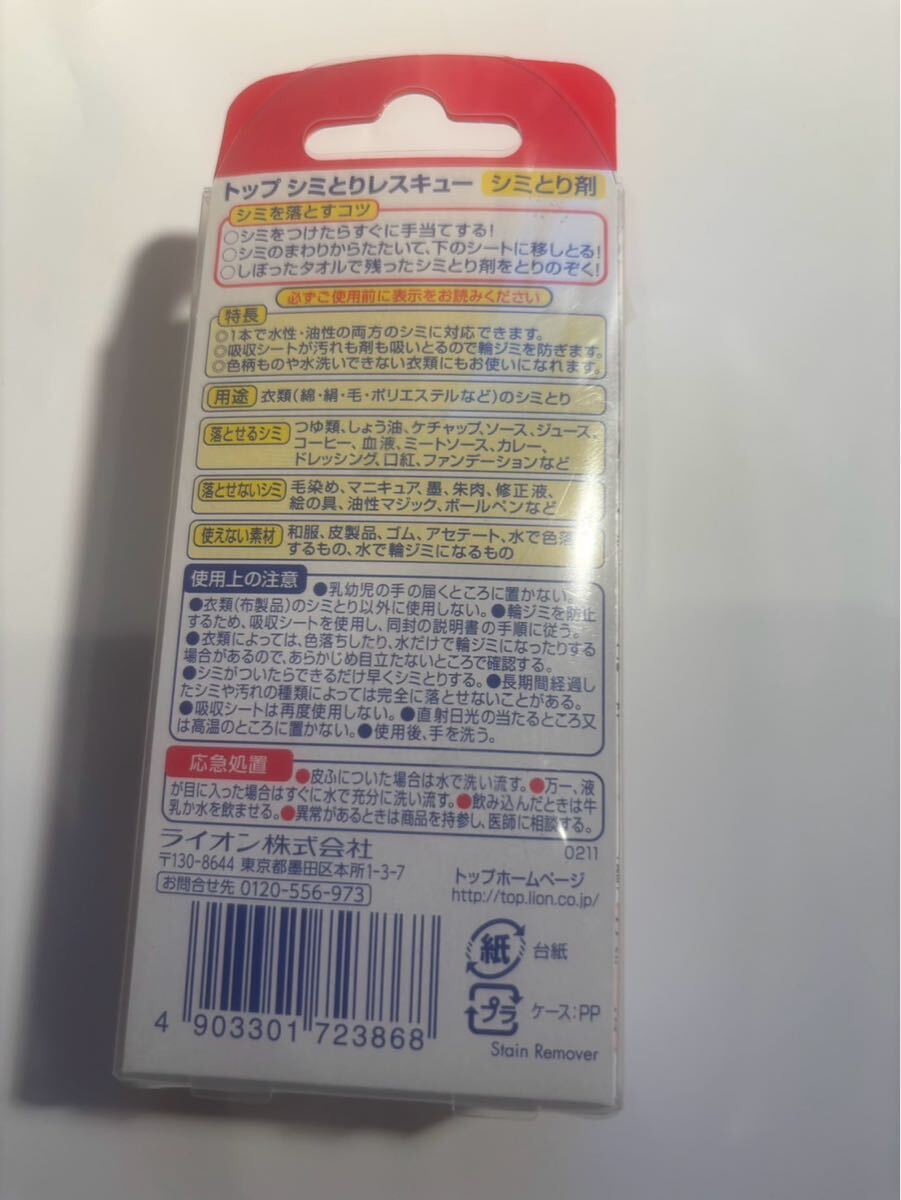 トップ シミとりレスキュー シミとり剤
シミを落とすコツ
○シミをつけたらすぐに手当てする!
○シミのまわりからたたいて、下のシートに移しとる!
○しぼったタオルで残ったシミとり剤をとりのぞく!
必ずご使用前に表示をお読みください
特長
◎1本で水性・油性の両方のシミに対応できます。
◎吸収シートが汚れも剤も吸いとるので輪ジミを防ぎます。
◎色柄ものや水洗いできない衣類にもお使いになれます。
用途 衣類(綿・絹・毛・ポリエステルなど)のシミとり
落とせるシミ つゆ類、しょう油、ケチャップ、ソース、ジュース、
コーヒー、血液、ミートソース、カレー、
ドレッシング、口紅、ファンデーションなど
落とせないシミ 毛染め、マニキュア、墨、朱肉、修正液、
絵の具、油性マジック、ボールペンなど
使えない素材 和服、皮製品、ゴム、アセテート、水で色落
するもの、水で輪ジミになるもの
使用上の注意 ●乳幼児の手の届くところに置かない。
●衣類(布製品)のシミとり以外に使用しない。●輪ジミを防止
するため、吸収シートを使用し、同封の説明書の手順に従う。
●衣類によっては、色落ちしたり、水だけで輪ジミになったりする
場合があるので、あらかじめ目立たないところで確認する。
●シミがついたらできるだけ早くシミとりする。●長期間経過し
たシミや汚れの種類によっては完全に落とせないことがある。
●吸収シートは再度使用しない。●直射日光の当たるところ又
は高温のところに置かない。●使用後、手を洗う。
応急処置 ●皮ふについた場合は水で洗い流す。●万一、液
が目に入った場合はすぐに水で充分に洗い流す。●飲み込んだときは牛
乳か水を飲ませる。●異常があるときは商品を持参し、医師に相談する。
ライオン株式会社 0211
〒130-8644 東京都墨田区本所1-3-7
お問合せ先 0120-556-973
トップホームページ
http://top.lion.co.jp/
紙 台紙
プラ ケース:PP
4 903301 723868
Stain Remover